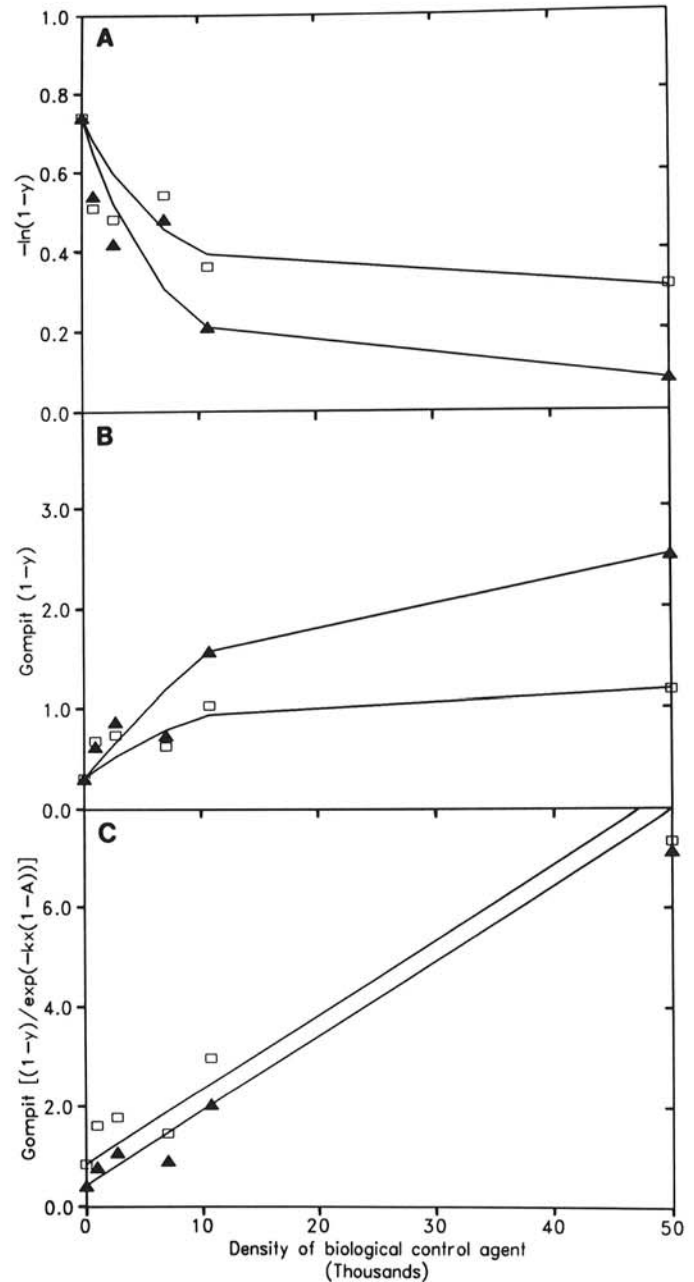 A
1.0
0.8
0.6
0.4
0.2
0.0
-ln(1-y)
B
3.0
2.0
1.0
0.0
Gompit (1-y)
C
6.0
4.0
2.0
0.0
Gompit [(1-y)/exp(-kx(1-A))]
0 10 20 30 40 50
Density of biological control agent
(Thousands)